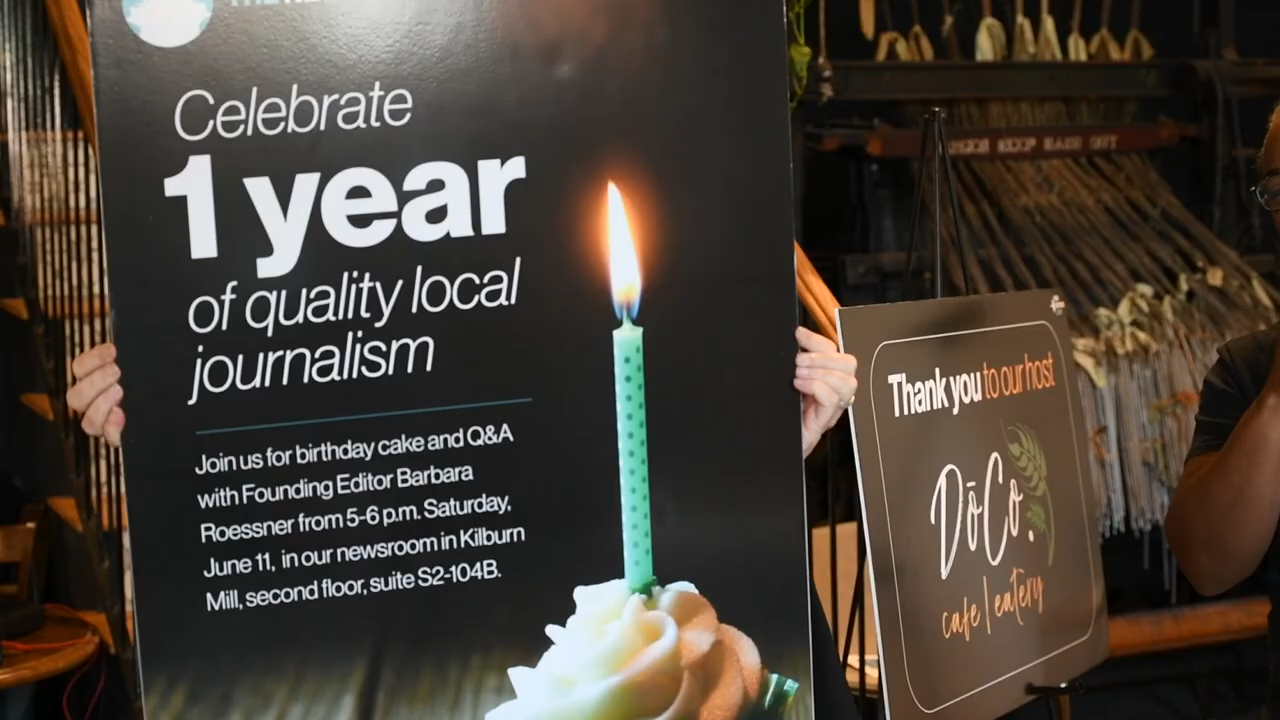 Celebrate
1 year
of quality local
journalism
Join us for birthday cake and Q&A
with Founding Editor Barbara
Roessner from 5-6 p.m. Saturday,
June 11, in our newsroom in Kilburn
Mill, second floor, suite S2-104B.
Thank you to our host
DōCo.
cafe | eatery